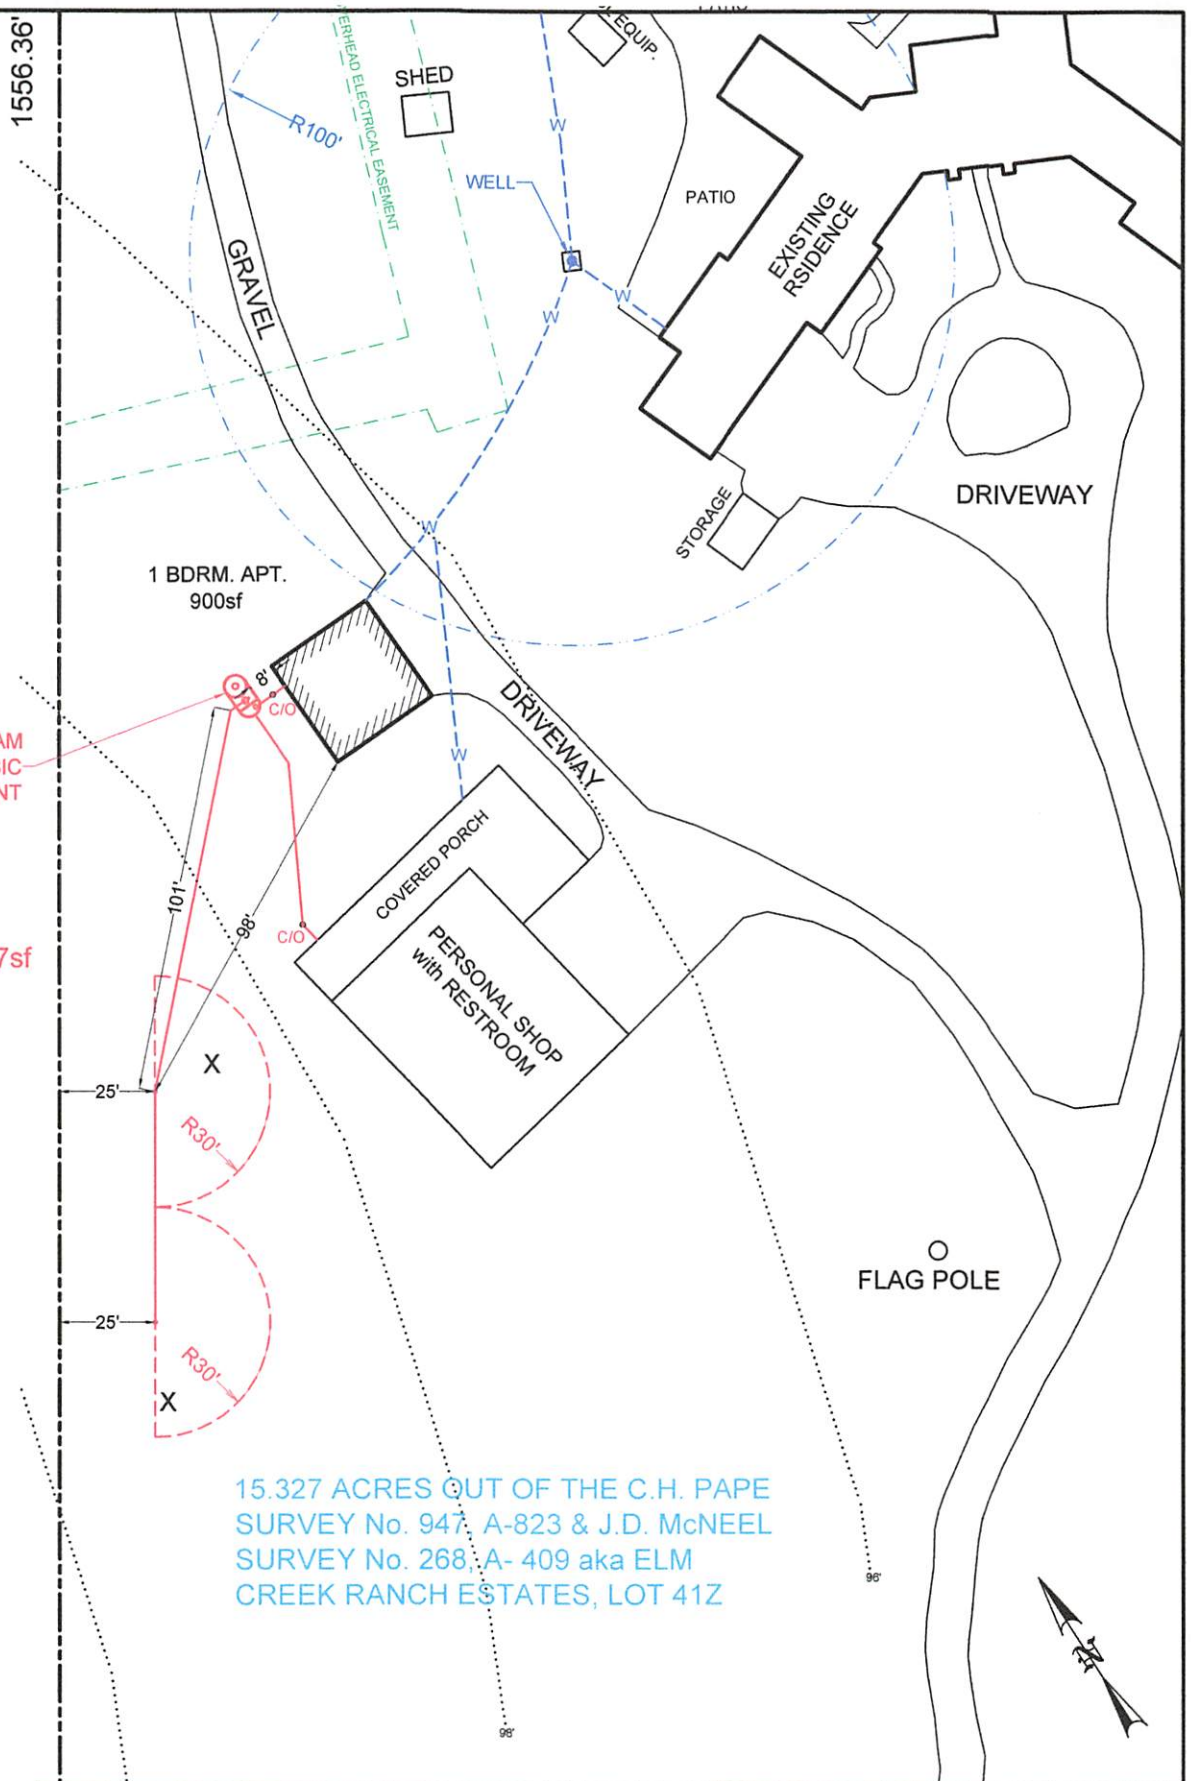 1556.36'
EQUIP.
SHED
ERHEAD ELECTRICAL EASEMENT
R100'
W
WELL
PATIO
EXISTING
RSIDENCE
GRAVEL
W
W
DRIVEWAY
STORAGE
W
1 BDRM. APT.
900sf
8'
C/O
DRIVEWAY
AM
IC
NT
W
COVERED PORCH
101'
98'
C/O
PERSONAL SHOP
with RESTROOM
7sf
X
25'
R30'
FLAG POLE
25'
R30'
X
15.327 ACRES OUT OF THE C.H. PAPE
SURVEY No. 947, A-823 & J.D. McNEEL
SURVEY No. 268, A- 409 aka ELM
CREEK RANCH ESTATES, LOT 41Z
96'
N
98'